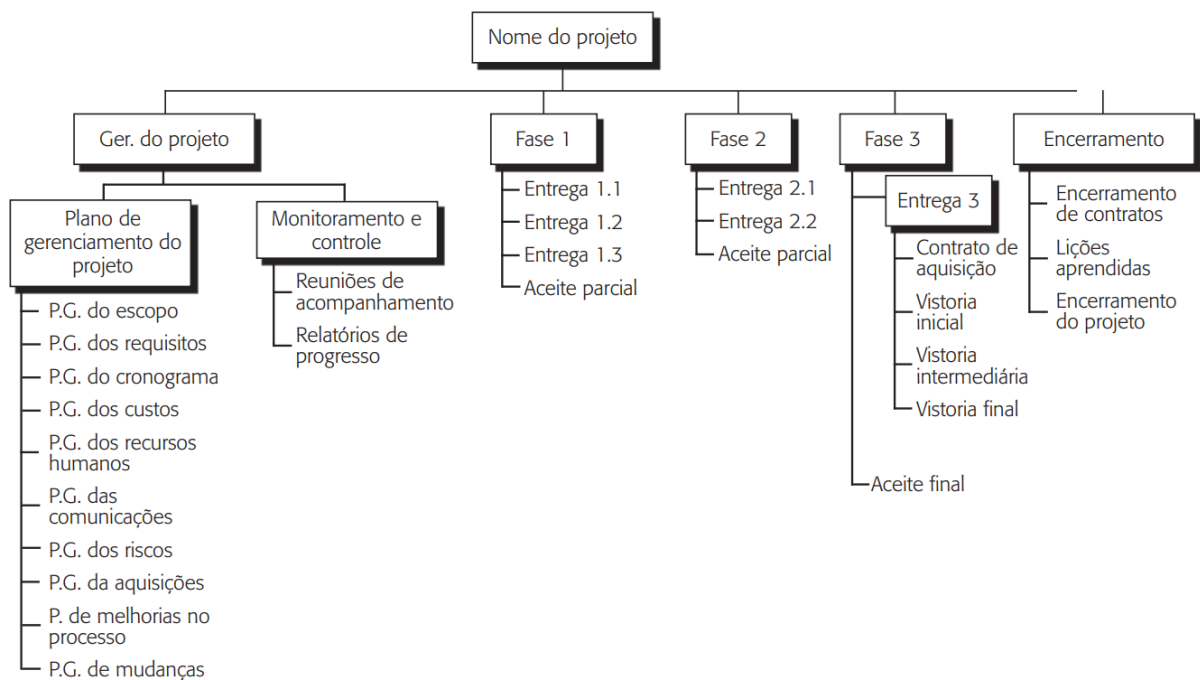 Nome do projeto
Ger. do projeto
Fase 1
Fase 2
Fase 3
Encerramento
Plano de
gerenciamento do
projeto
P.G. do escopo
P.G. dos requisitos
P.G. do cronograma
P.G. dos custos
P.G. dos recursos
humanos
P.G. das
comunicações
P.G. dos riscos
P.G. da aquisições
P. de melhorias no
processo
P.G. de mudanças
Monitoramento e
controle
Reuniões de
acompanhamento
Relatórios de
progresso
Entrega 1.1
Entrega 1.2
Entrega 1.3
Aceite parcial
Entrega 2.1
Entrega 2.2
Aceite parcial
Entrega 3
Contrato de
aquisição
Vistoria
inicial
Vistoria
intermediária
Vistoria final
Aceite final
Encerramento
de contratos
Lições
aprendidas
Encerramento
do projeto